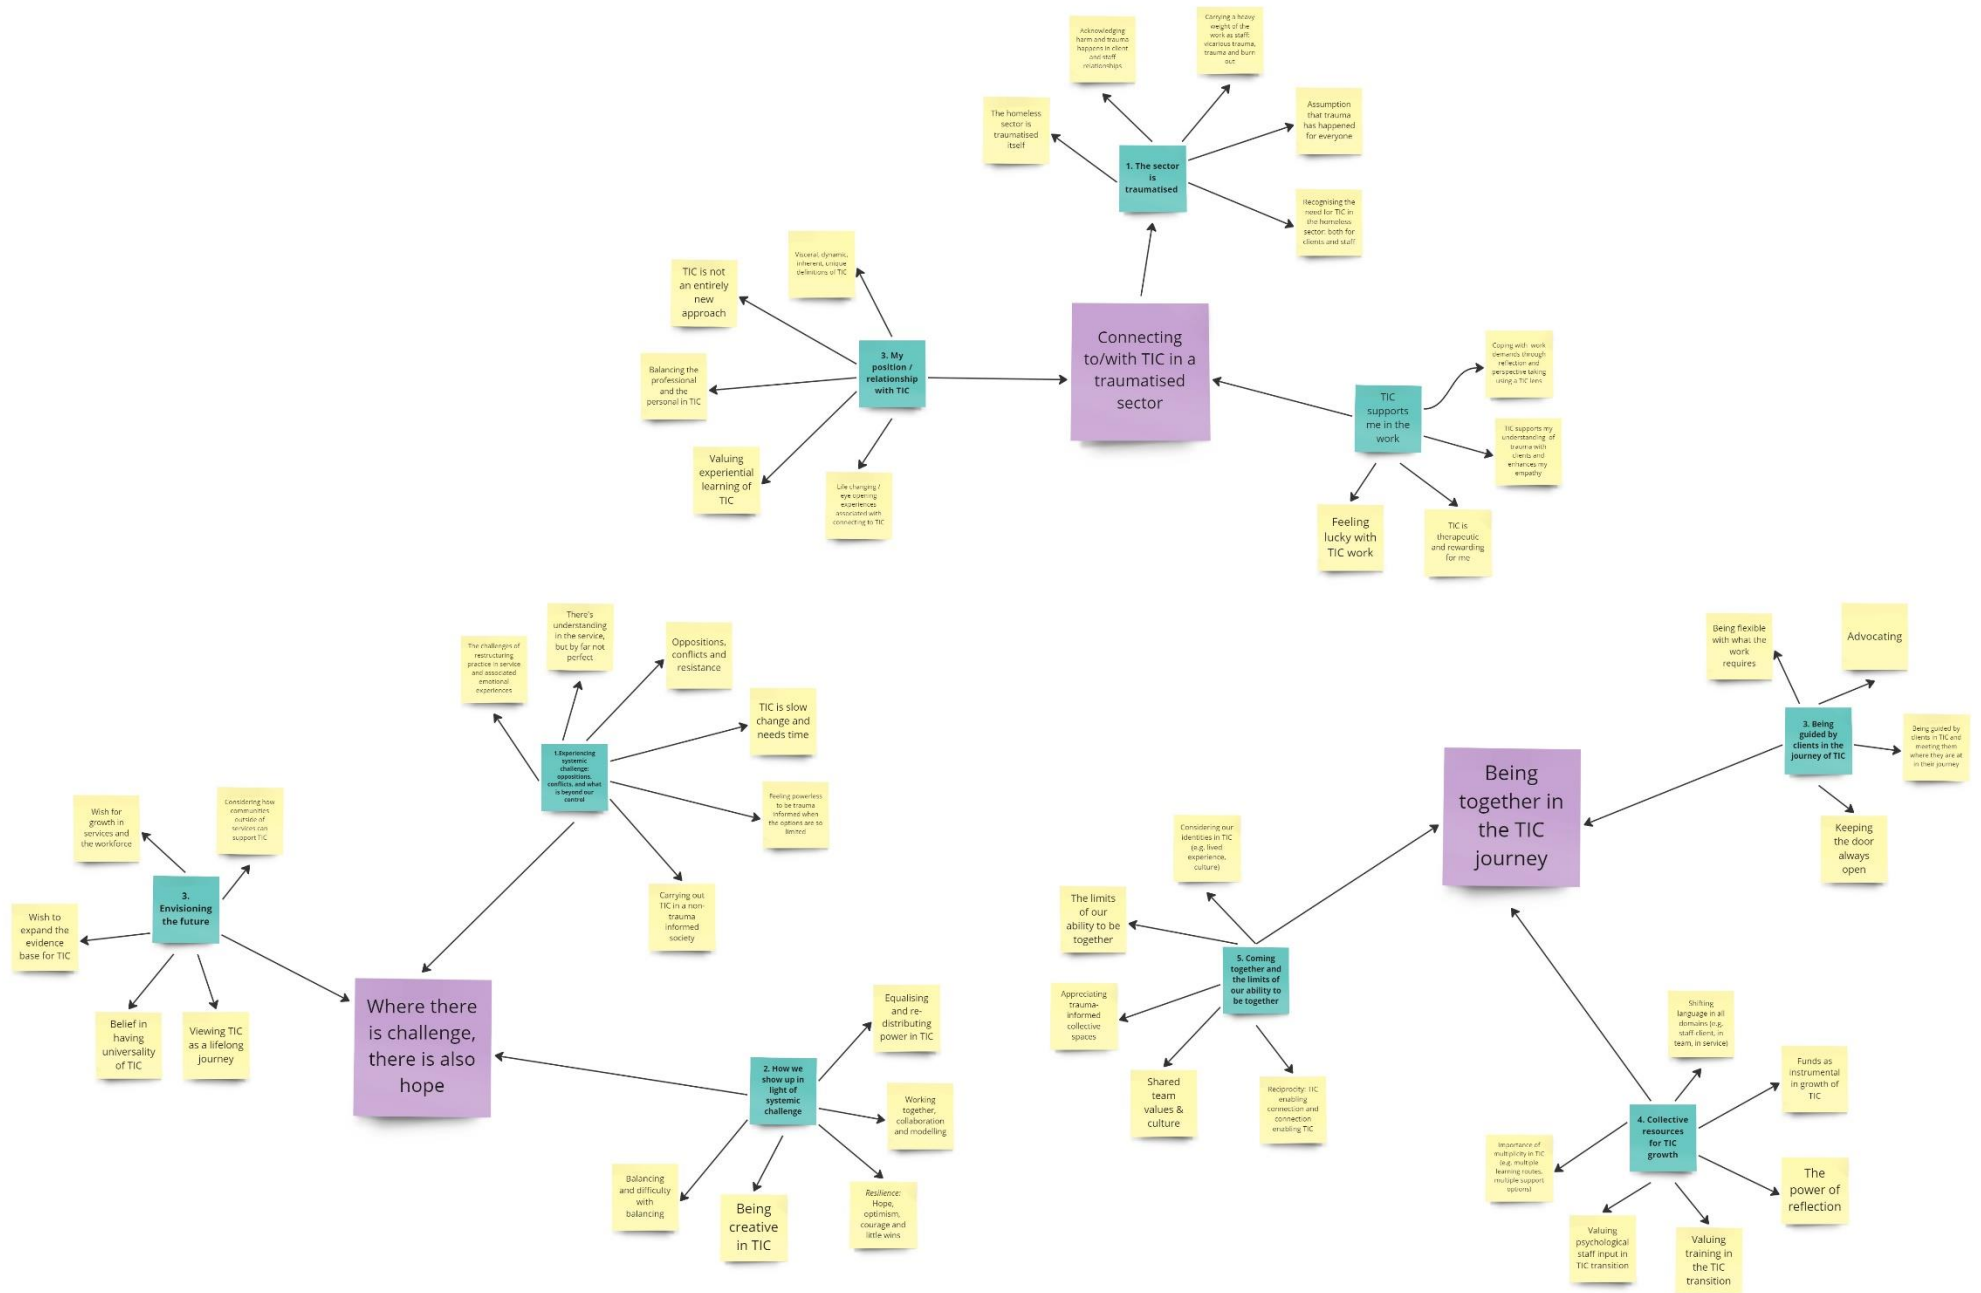 Acknowledging
harm and trauma
happens in client
and staff
relationships
Carrying a heavy
weight of the
work as staff:
vicarious trauma,
trauma and burn
out
The homeless
sector is
traumatised
itself
Assumption
that trauma
has happened
for everyone
1. The sector
is
traumatised
Recognising the
need for TIC in
the homeless
sector: both for
clients and staff
Visceral, dynamic,
inherent, unique
definitions of TIC
TIC is not
an entirely
new
approach
3. My
position /
relationship
with TIC
Balancing the
professional
and the
personal in TIC
Valuing
experiential
learning of
TIC
Life changing /
eye opening
experiences
associated with
connecting to TIC
Connecting
to/with TIC in a
traumatised
sector
Coping with work
demands through
reflection and
perspective taking
using a TIC lens
TIC
supports
me in the
work
TIC supports my
understanding of
trauma with
clients and
enhances my
empathy
Feeling
lucky with
TIC work
TIC is
therapeutic
and rewarding
for me
The challenges of
restructuring
practice in service
and associated
emotional
experiences
There's
understanding
in the service,
but by far not
perfect
Oppositions,
conflicts and
resistance
TIC is slow
change and
needs time
1.Experiencing
systemic
challenge:
oppositions,
conflicts, and what
is beyond our
control
Feeling powerless
to be trauma
informed when
the options are so
limited
Carrying out
TIC in a non-
trauma
informed
society
Wish for
growth in
services and
the workforce
Considering how
communities
outside of
services can
support TIC
3.
Envisioning
the future
Wish to
expand the
evidence
base for TIC
Belief in
having
universality
of TIC
Viewing TIC
as a lifelong
journey
Where there
is challenge,
there is also
hope
Equalising
and re-
distributing
power in TIC
2. How we
show up in
light of
systemic
challenge
Working
together,
collaboration
and modelling
Balancing
and difficulty
with
balancing
Being
creative
in TIC
Resilience:
Hope,
optimism,
courage and
little wins
Being flexible
with what the
work
requires
Advocating
3. Being
guided by
clients in the
journey of TIC
Being guided by
clients in TIC and
meeting them
where they are at
in their journey
Keeping
the door
always
open
Being
together in
the TIC
journey
Considering our
identities in TIC
(e.g. lived
experience,
culture)
The limits
of our
ability to be
together
5. Coming
together and
the limits of
our ability to
be together
Appreciating
trauma-
informed
collective
spaces
Shared
team
values &
culture
Reciprocity: TIC
enabling
connection and
connection
enabling TIC
Shifting
language in all
domains (e.g.
staff client, in
team, in service)
Funds as
instrumental
in growth of
TIC
4. Collective
resources
for TIC
growth
Importance of
multiplicity in TIC
(e.g. multiple
learning routes,
multiple support
options)
The
power of
reflection
Valuing
psychological
staff input in
TIC transition
Valuing
training in
the TIC
transition